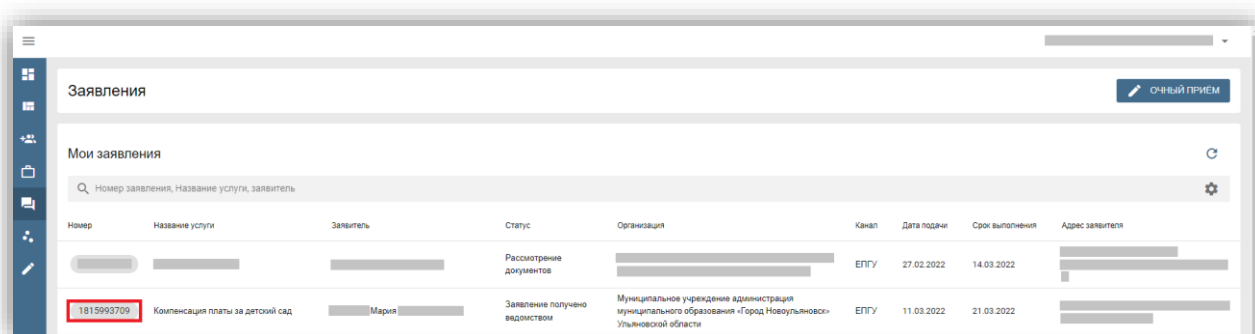 Заявления
ОЧНЫЙ ПРИЁМ
Мои заявления
Номер заявления, Название услуги, заявитель
Номер Название услуги Заявитель Статус Организация Канал Дата подачи Срок выполнения Адрес заявителя
Рассмотрение
документов
ЕПГУ 27.02.2022 14.03.2022
Муниципальное учреждение администрация
1815993709 Компенсация платы за детский сад Мария Заявление получено
ведомством
муниципального образования «Город Новоульяновск»
Ульяновской области
ЕПГУ 11.03.2022 21.03.2022